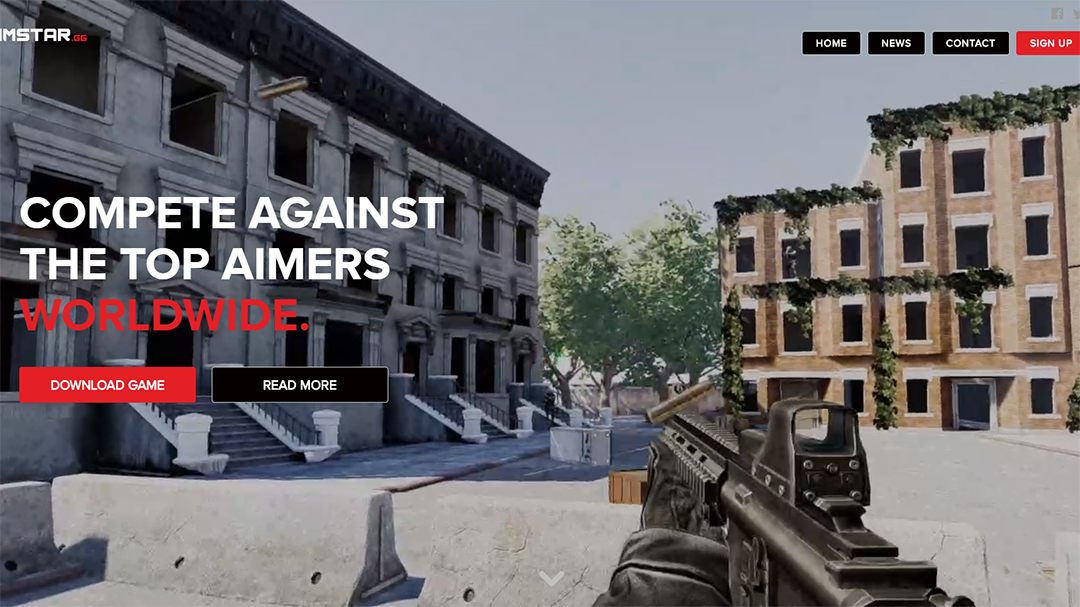 IMSTAR.GG
HOME NEWS CONTACT SIGN UP
COMPETE AGAINST
THE TOP AIMERS
WORLDWIDE.
DOWNLOAD GAME READ MORE